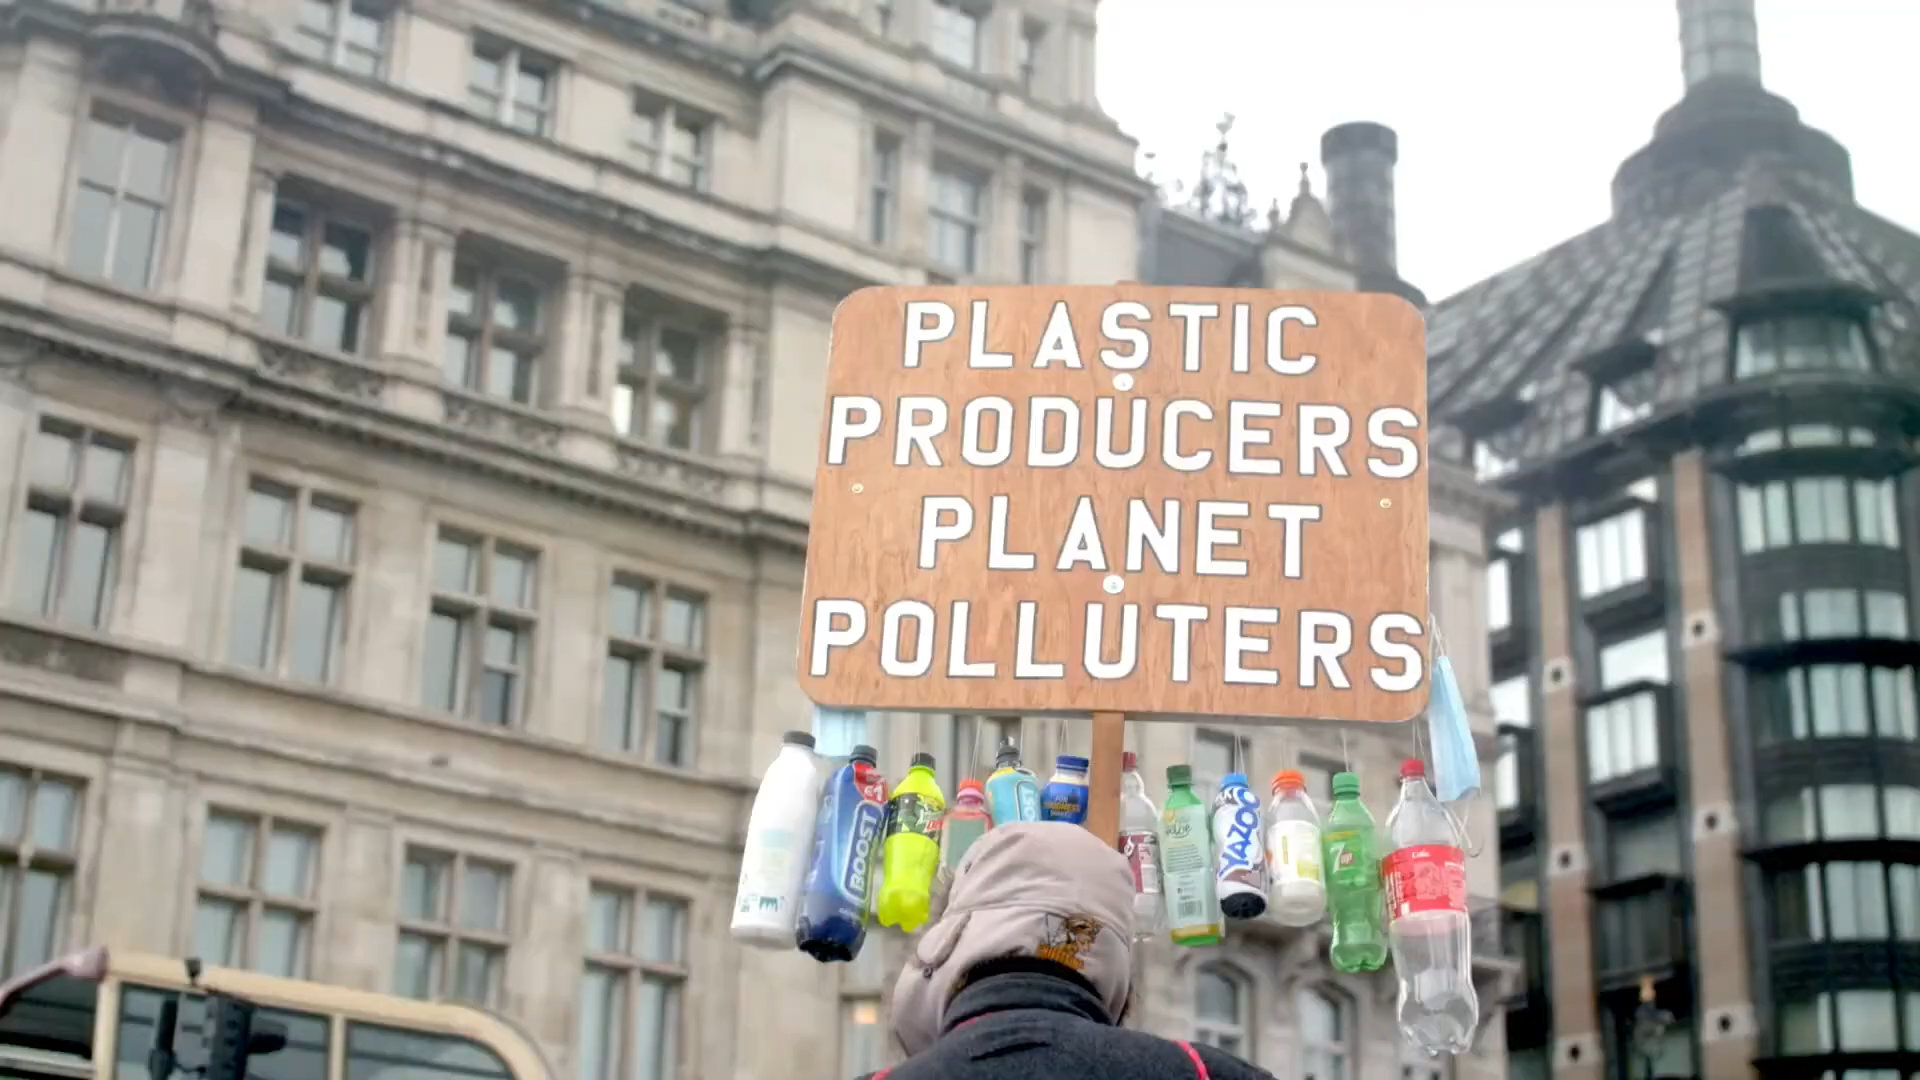 PLASTIC
PRODUCERS
PLANET
POLLUTERS
BOOST
YAZOO
7up